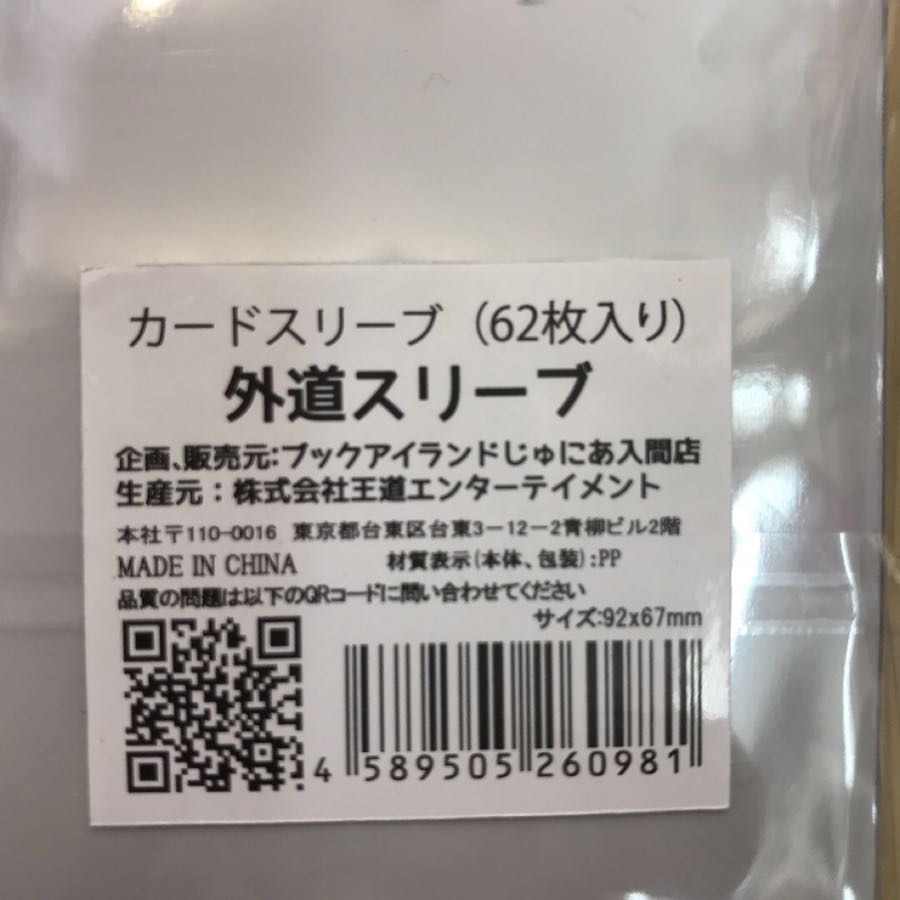 カードスリーブ（62枚入り）
外道スリーブ
企画、販売元：ブックアイランドじゅにあ入間店
生産元：株式会社王道エンターテイメント
本社〒110-0016 東京都台東区台東3-12-2青柳ビル2階
MADE IN CHINA 材質表示(本体、包装):PP
品質の問題は以下のQRコードに問い合わせてください
サイズ:92x67mm
4 589505 260981